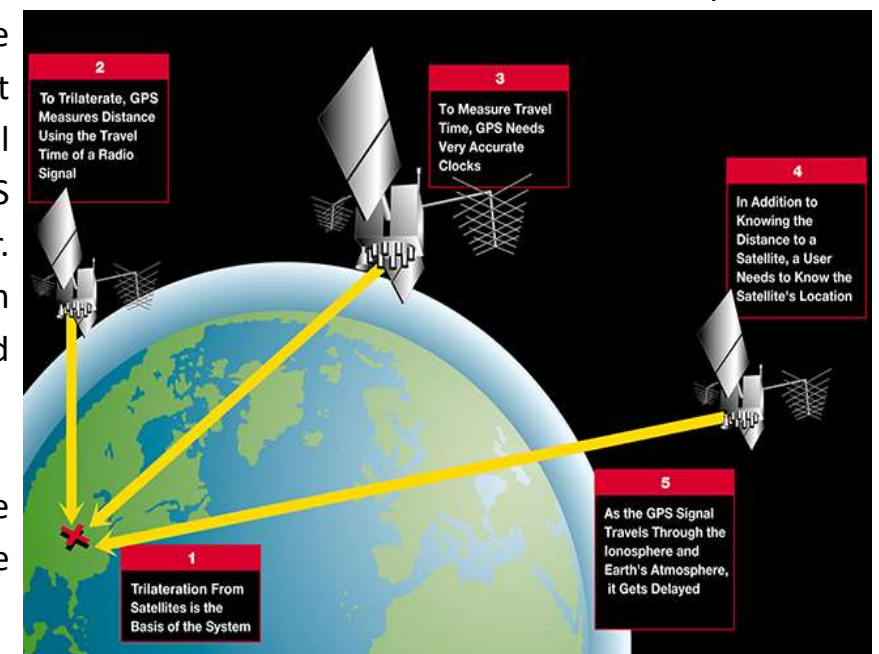 1
Trilateration From
Satellites is the
Basis of the System
2
To Trilaterate, GPS
Measures Distance
Using the Travel
Time of a Radio
Signal
3
To Measure Travel
Time, GPS Needs
Very Accurate
Clocks
4
In Addition to
Knowing the
Distance to a
Satellite, a User
Needs to Know the
Satellite's Location
5
As the GPS Signal
Travels Through the
Ionosphere and
Earth's Atmosphere,
it Gets Delayed